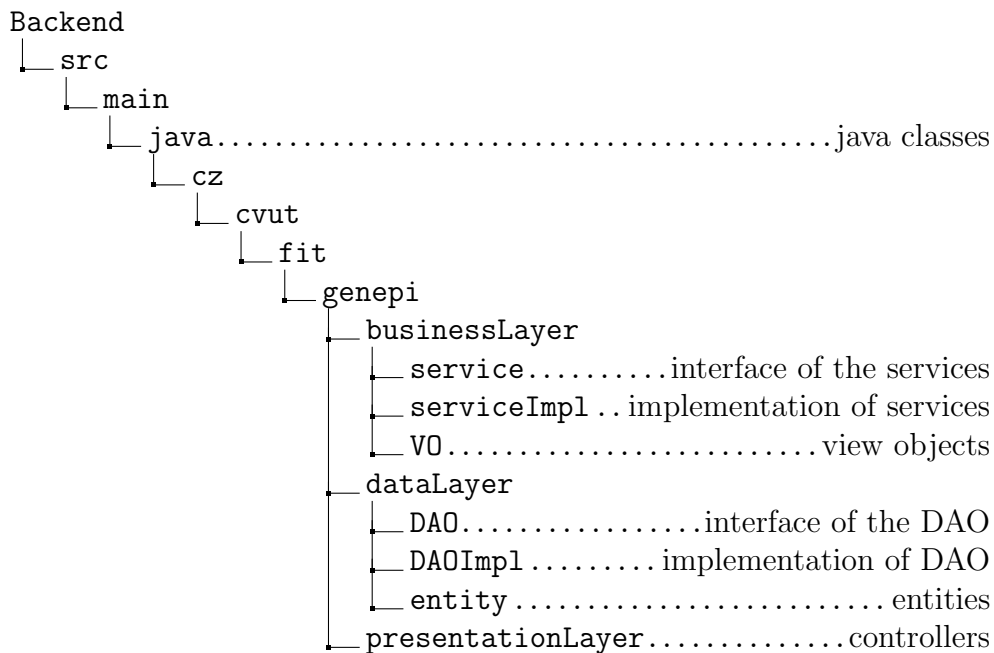 Backend
src
main
java............................................java classes
cz
cvut
fit
genepi
businessLayer
service..........interface of the services
serviceImpl..implementation of services
VO..........................view objects
dataLayer
DAO.................interface of the DAO
DAOImpl.........implementation of DAO
entity..........................entities
presentationLayer..............controllers